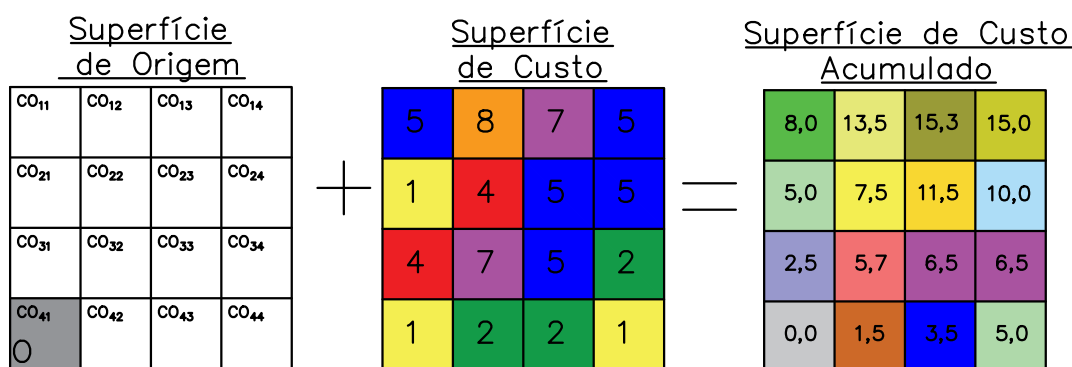 Superfície
de Origem
Superfície
de Custo
Superfície de Custo
Acumulado
CO11 CO12 CO13 CO14
CO21 CO22 CO23 CO24
CO31 CO32 CO33 CO34
CO41 CO42 CO43 CO44
0
+
5 8 7 5
1 4 5 5
4 7 5 2
1 2 2 1
=
8,0 13,5 15,3 15,0
5,0 7,5 11,5 10,0
2,5 5,7 6,5 6,5
0,0 1,5 3,5 5,0